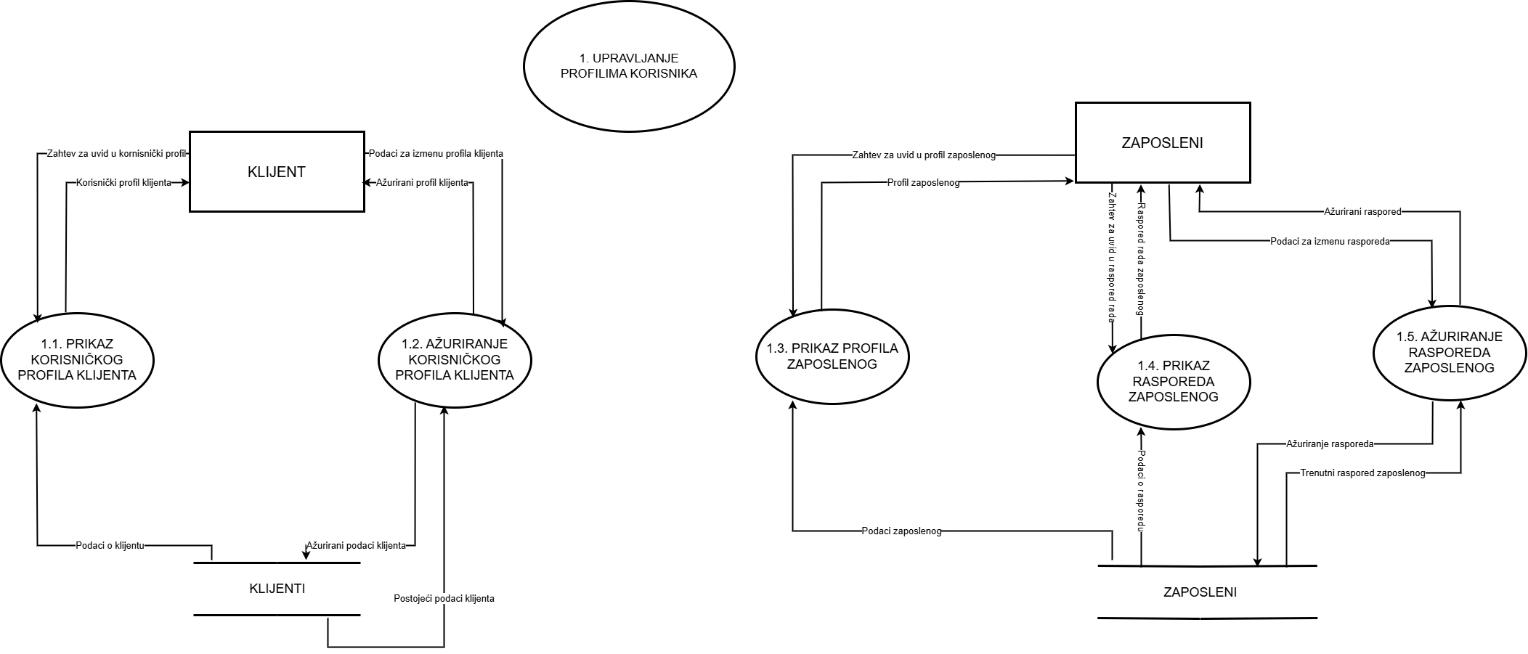 1. UPRAVLJANJE
PROFILIMA KORISNIKA
KLIJENT
Zahtev za uvid u kornisnički profil
Korisnički profil klijenta
Podaci za izmenu profila klijenta
Ažurirani profil klijenta
1.1. PRIKAZ
KORISNIČKOG
PROFILA KLIJENTA
1.2. AŽURIRANJE
KORISNIČKOG
PROFILA KLIJENTA
Podaci o klijentu
Ažurirani podaci klijenta
Postojeći podaci klijenta
KLIJENTI
ZAPOSLENI
Zahtev za uvid u profil zaposlenog
Profil zaposlenog
Zahtev za uvid u raspored rada
Raspored rada zaposlenog
Ažurirani raspored
Podaci za izmenu rasporeda
1.3. PRIKAZ PROFILA
ZAPOSLENOG
1.4. PRIKAZ
RASPOREDA
ZAPOSLENOG
1.5. AŽURIRANJE
RASPOREDA
ZAPOSLENOG
Podaci zaposlenog
Podaci o rasporedu
Ažuriranje rasporeda
Trenutni raspored zaposlenog
ZAPOSLENI